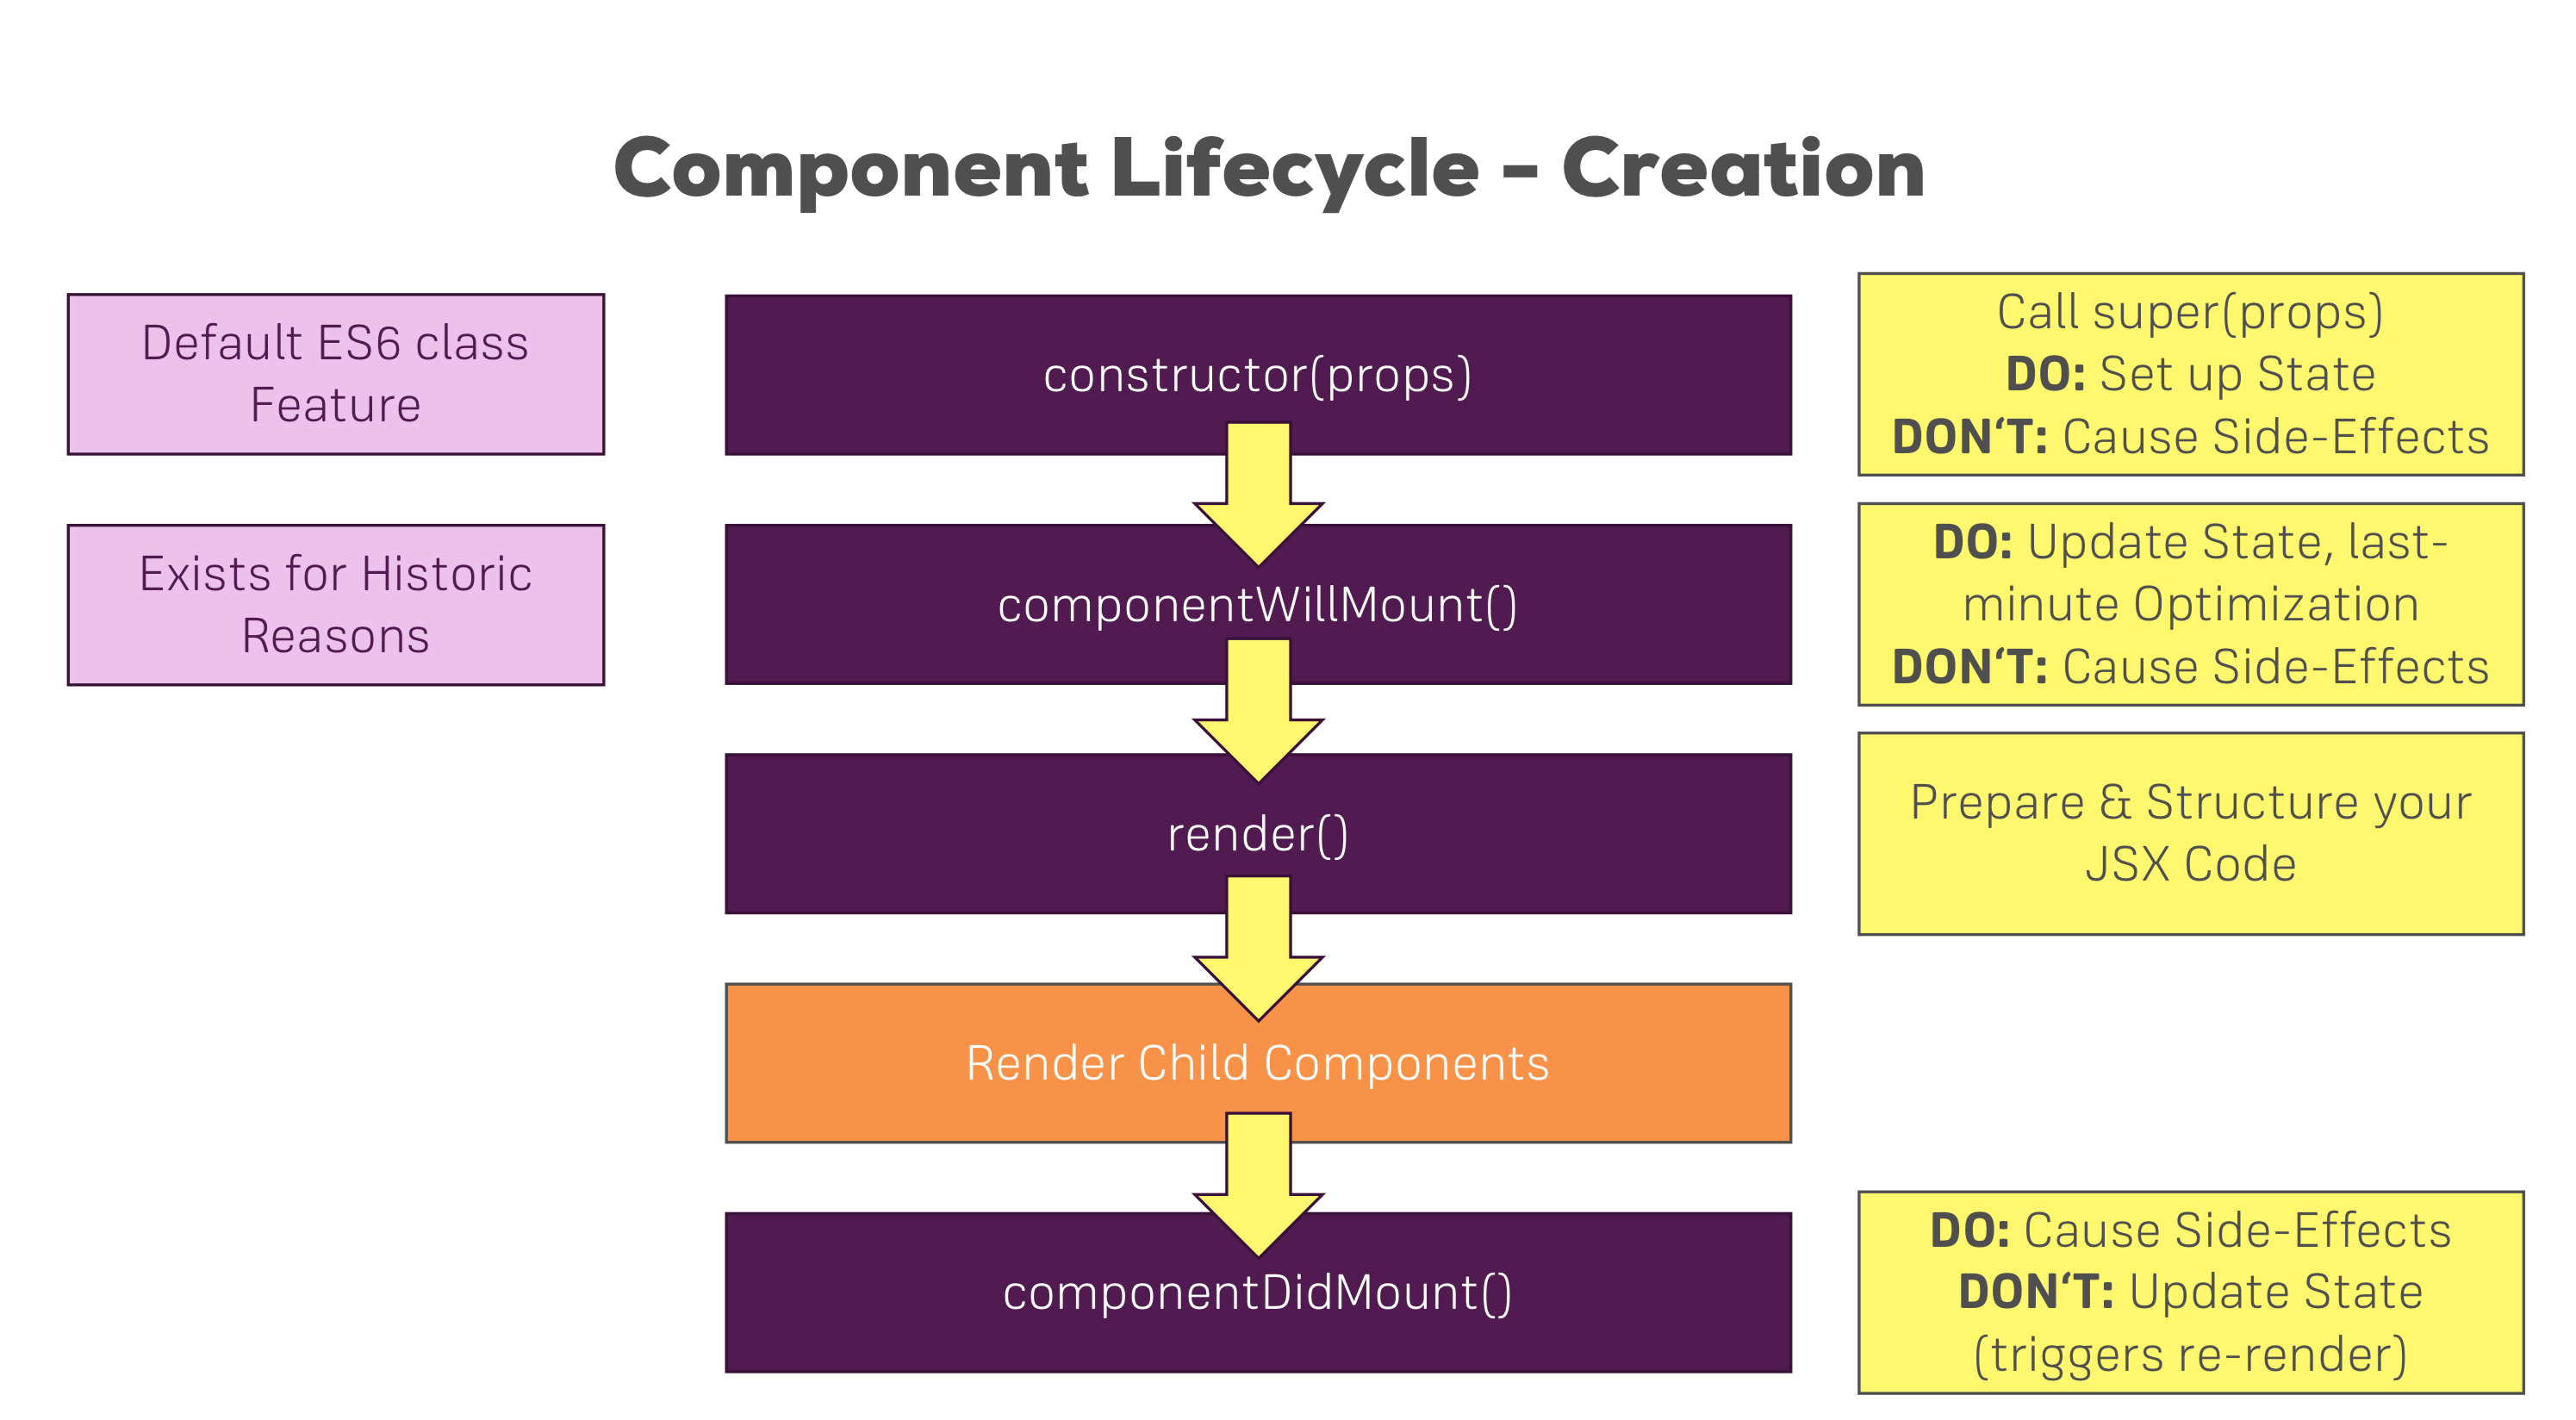 Component Lifecycle - Creation
Default ES6 class
Feature
constructor(props)
Call super(props)
DO: Set up State
DON‘T: Cause Side-Effects
Exists for Historic
Reasons
componentWillMount()
DO: Update State, last-
minute Optimization
DON‘T: Cause Side-Effects
render()
Prepare & Structure your
JSX Code
Render Child Components
componentDidMount()
DO: Cause Side-Effects
DON‘T: Update State
(triggers re-render)